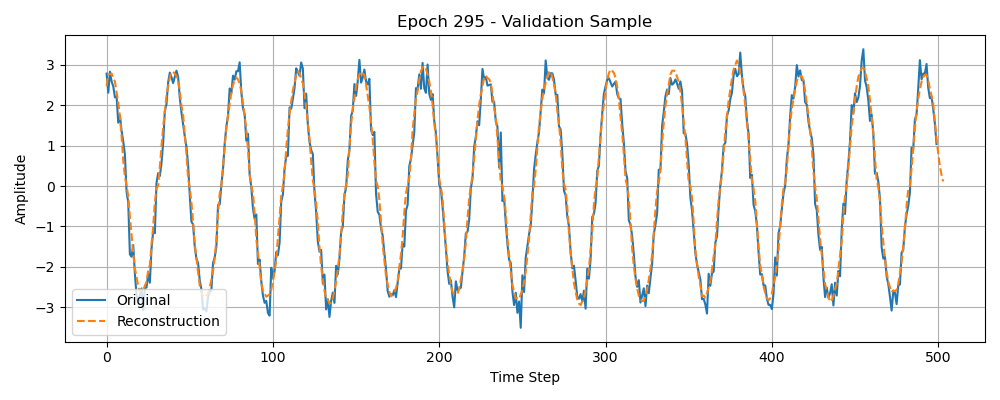 Epoch 295 - Validation Sample
Amplitude
3
2
1
0
−1
−2
−3
Original
Reconstruction
0 100 200 300 400 500
Time Step